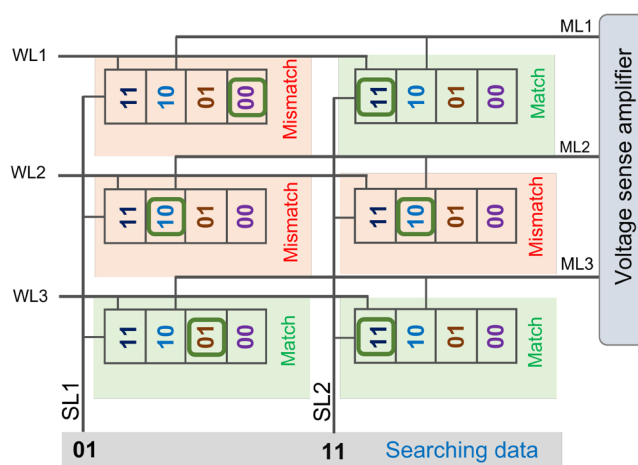 ML1
WL1
11 10 01 00
Mismatch
11 10 01 00
Match
ML2
WL2
11 10 01 00
Mismatch
11 10 01 00
Mismatch
ML3
WL3
11 10 01 00
Match
11 10 01 00
Match
Voltage sense amplifier
SL1
SL2
01 11 Searching data